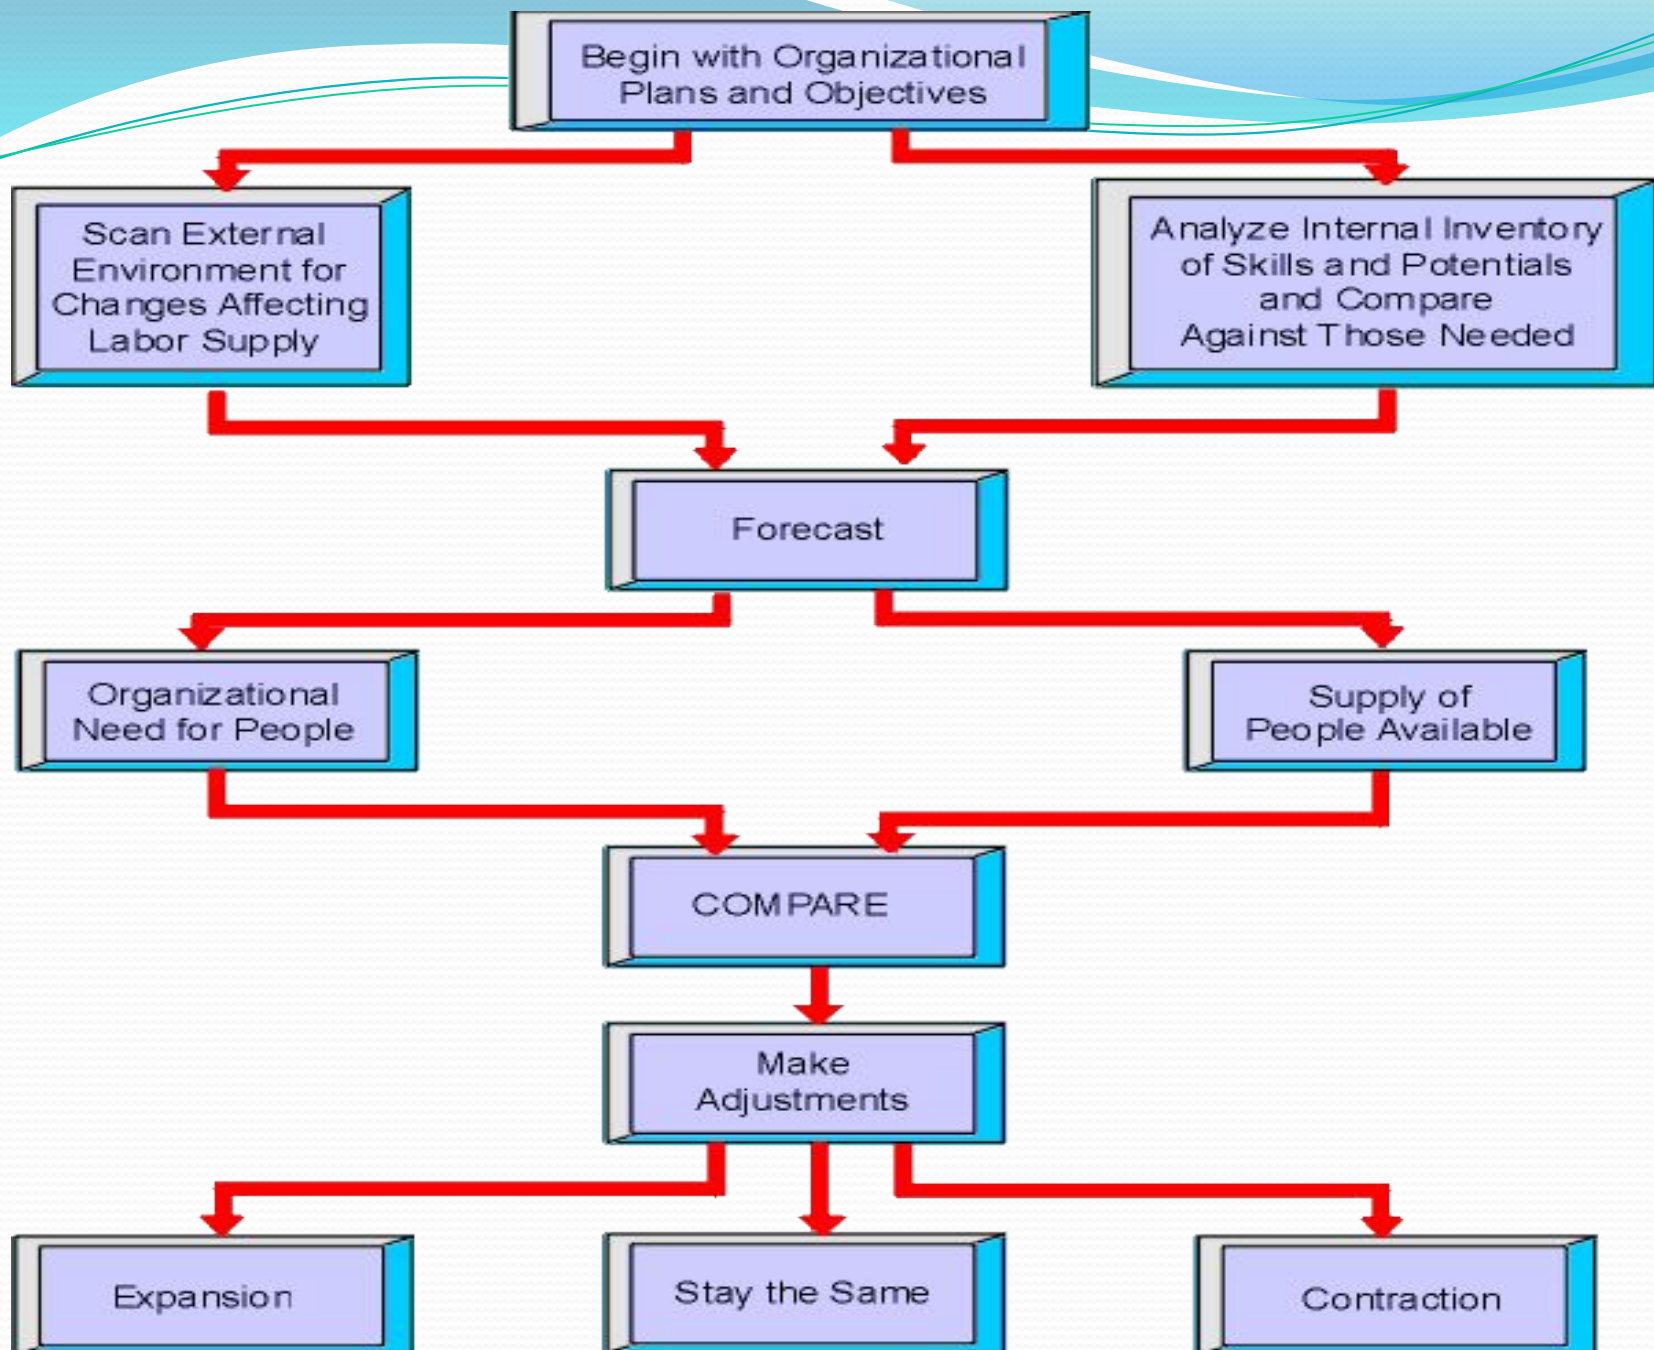 Begin with Organizational
Plans and Objectives
Scan External
Environment for
Changes Affecting
Labor Supply
Analyze Internal Inventory
of Skills and Potentials
and Compare
Against Those Needed
Forecast
Organizational
Need for People
Supply of
People Available
COMPARE
Make
Adjustments
Expansion
Stay the Same
Contraction